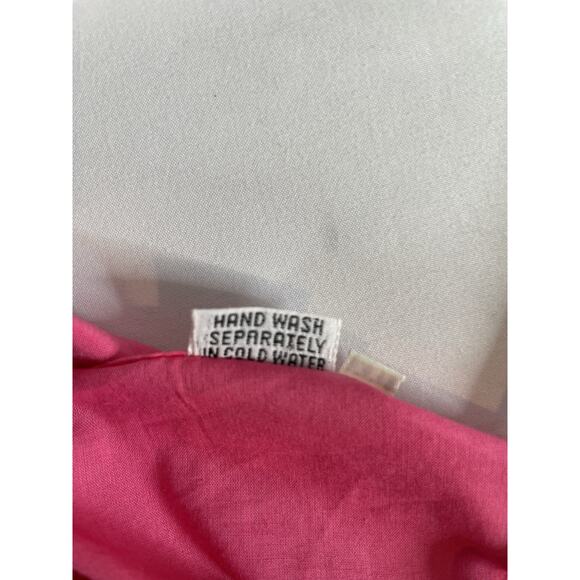 HAND WASH
SEPARATELY
IN COLD WATER